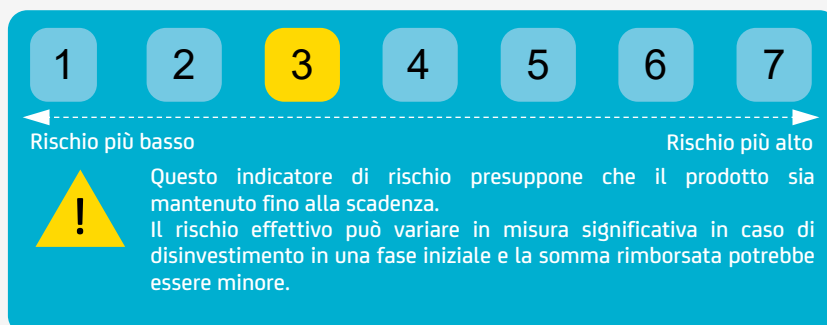 1 2 3 4 5 6 7
Rischio più basso Rischio più alto
!
Questo indicatore di rischio presuppone che il prodotto sia
mantenuto fino alla scadenza.
Il rischio effettivo può variare in misura significativa in caso di
disinvestimento in una fase iniziale e la somma rimborsata potrebbe
essere minore.